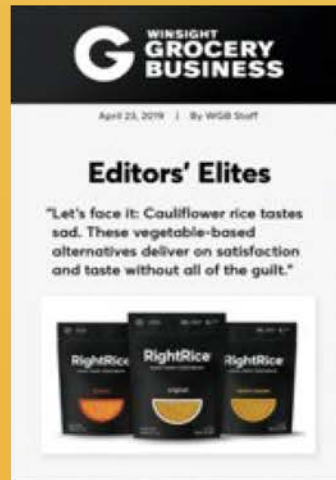 G WINSIGHT
GROCERY
BUSINESS
April 23, 2019 | By WGB Staff
Editors' Elites
"Let's face it: Cauliflower rice tastes
sad. These vegetable-based
alternatives deliver on satisfaction
and taste without all of the guilt."
RightRice RightRice RightRice
original